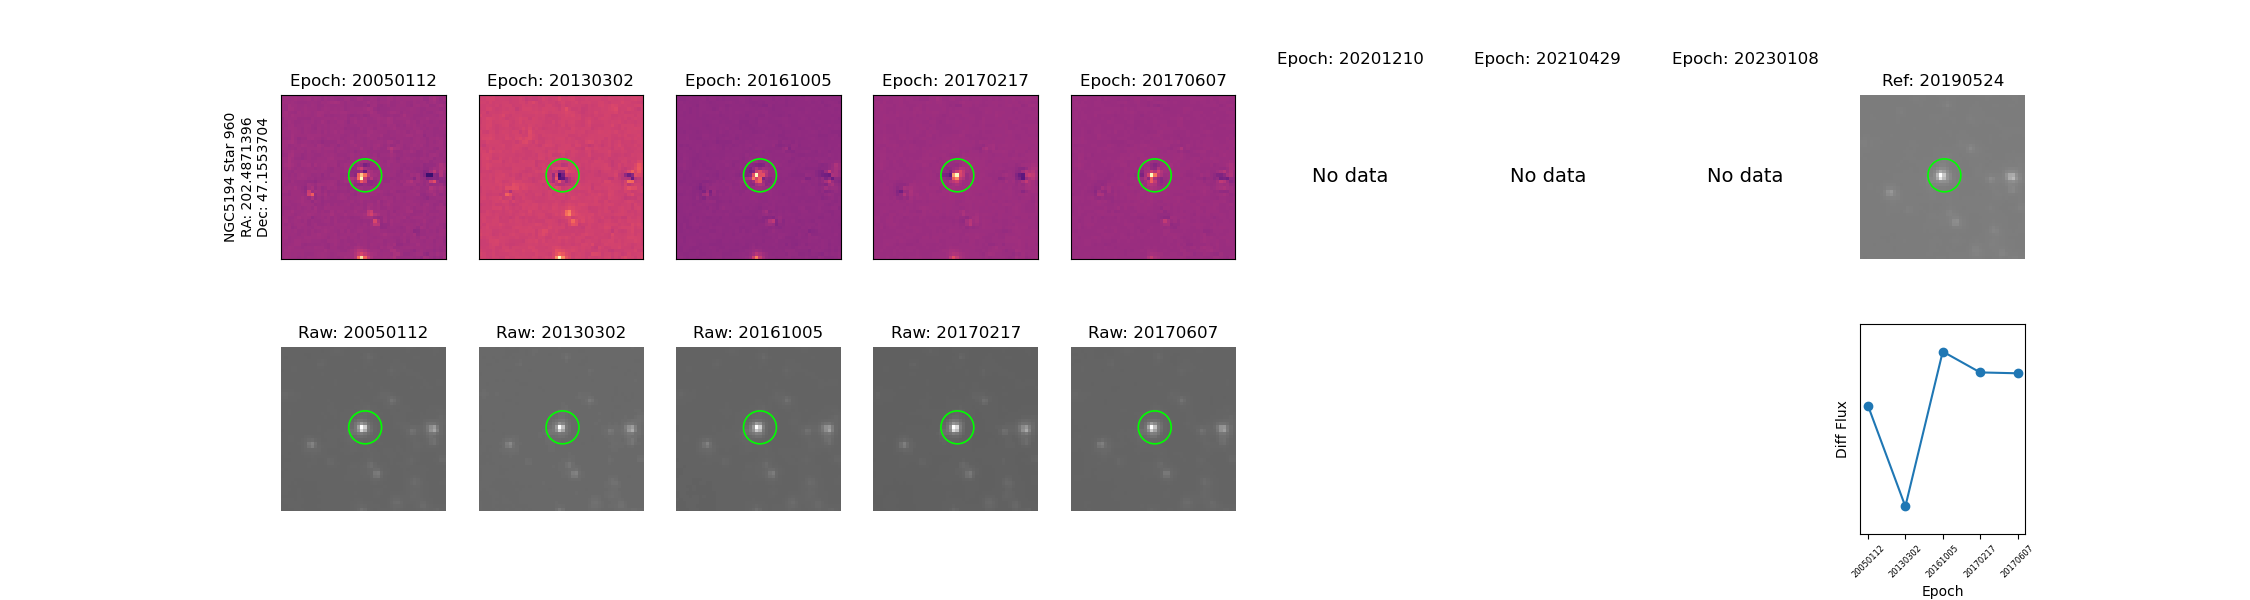 Epoch: 20050112
Epoch: 20130302
Epoch: 20161005
Epoch: 20170217
Epoch: 20170607
Epoch: 20201210
Epoch: 20210429
Epoch: 20230108
Ref: 20190524
NGC5194 Star 960
RA: 202.4871396
Dec: 47.1553704
No data
No data
No data
Raw: 20050112
Raw: 20130302
Raw: 20161005
Raw: 20170217
Raw: 20170607
Diff Flux
20050112
20130302
20161005
20170217
20170607
Epoch